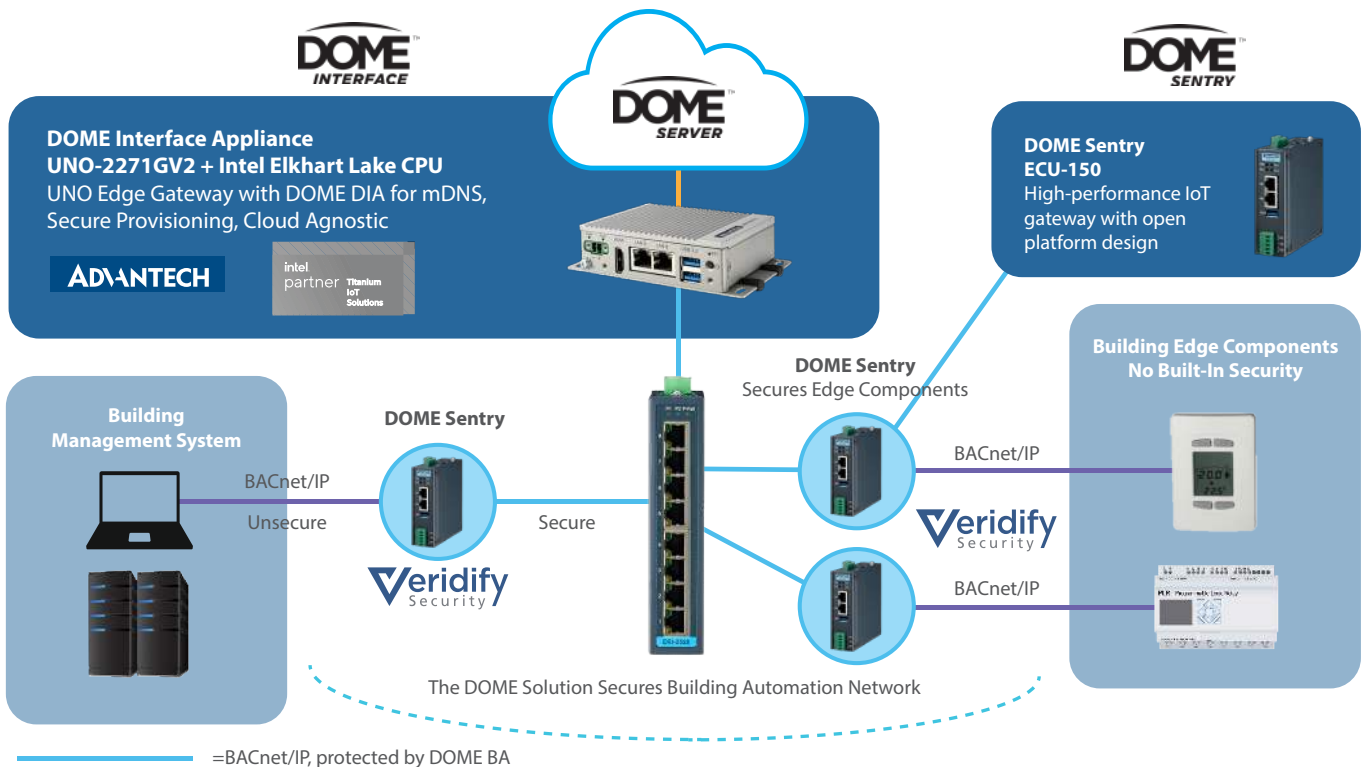 DOME™
INTERFACE
DOME™
SERVER
DOME™
SENTRY
DOME Interface Appliance
UNO-2271GV2 + Intel Elkhart Lake CPU
UNO Edge Gateway with DOME DIA for mDNS,
Secure Provisioning, Cloud Agnostic
ADVANTECH
intel
partner
Titanium
IoT
Solutions
DOME Sentry
ECU-150
High-performance IoT
gateway with open
platform design
Building
Management System
BACnet/IP
Unsecure
DOME Sentry
Veridify
Security
Secure
DOME Sentry
Secures Edge Components
BACnet/IP
Veridify
Security
BACnet/IP
Building Edge Components
No Built-In Security
The DOME Solution Secures Building Automation Network
=BACnet/IP, protected by DOME BA